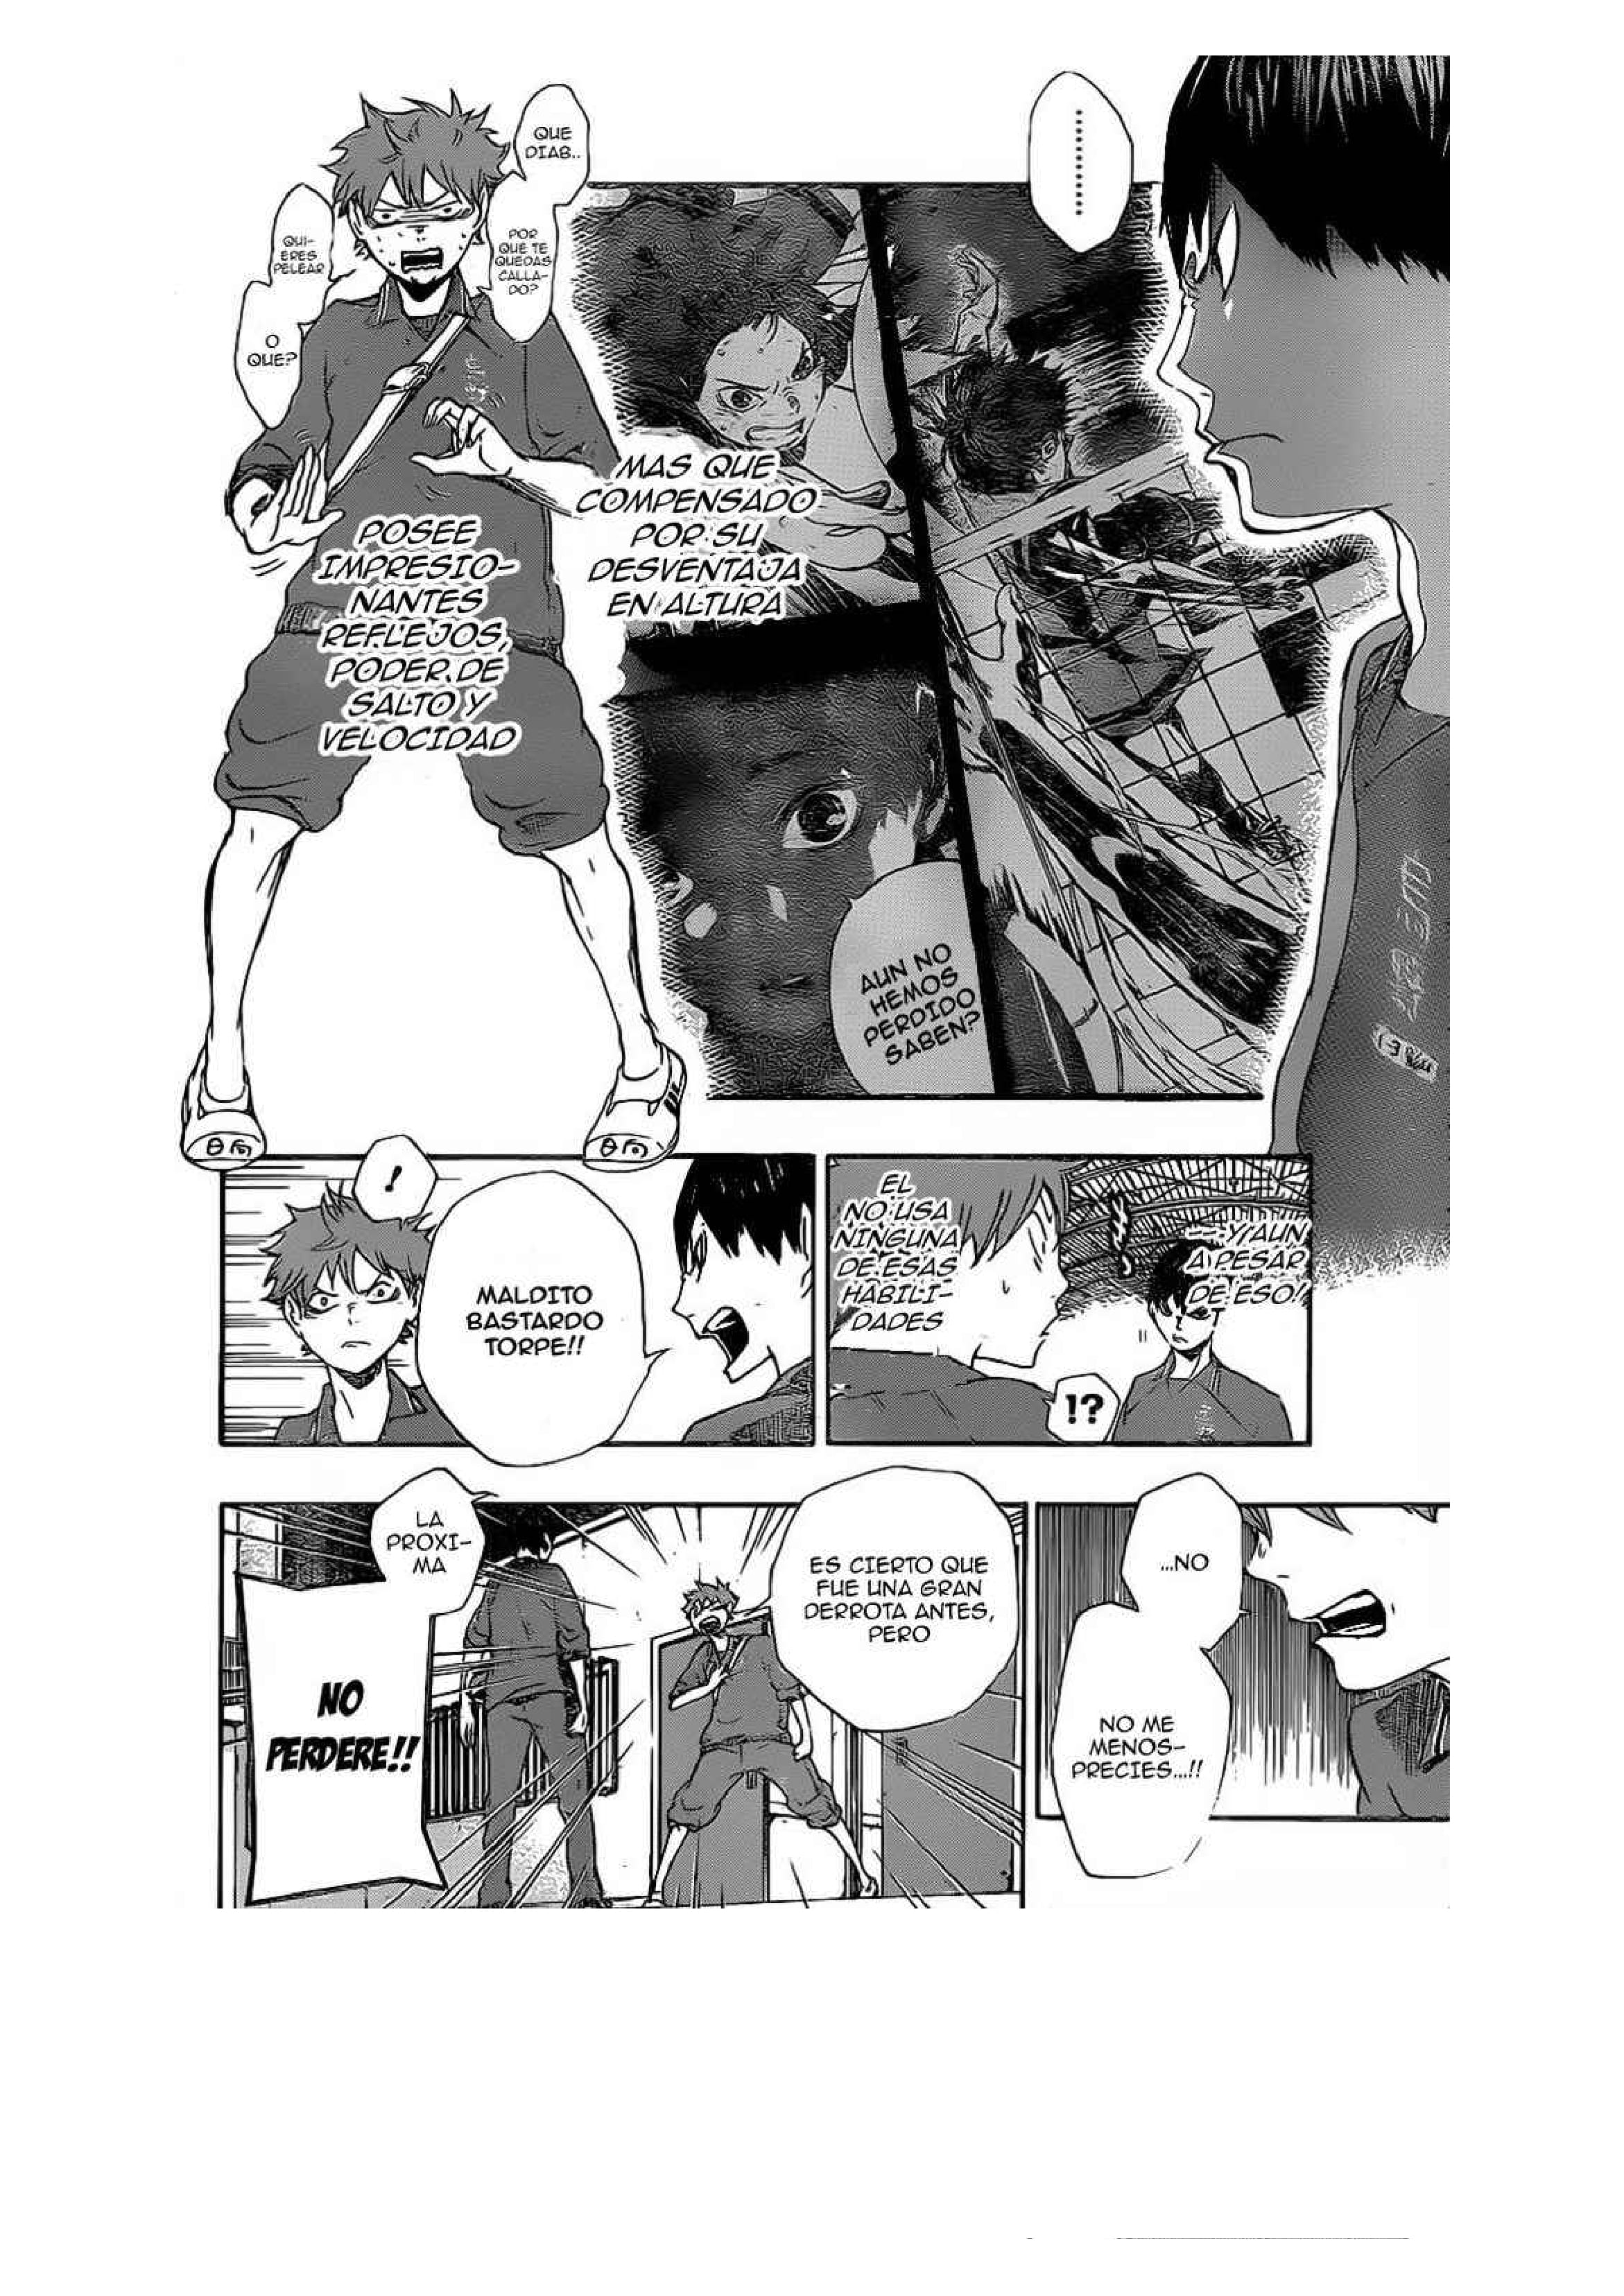 ..........
QUE
DIAB..
POR
QUE TE
QUEDAS
CALLA-
DO?
QUI-
ERES
PELEAR
O
QUE?
MAS QUE
COMPENSADO
POR SU
DESVENTAJA
EN ALTURA
POSEE
IMPRESIO-
NANTES
REFLEJOS,
PODER DE
SALTO Y
VELOCIDAD
AUN NO
HEMOS
PERDIDO
SABEN?
--- Y AUN
A PESAR
DE ESO!
EL
NO USA
NINGUNA
DE ESAS
HABILI-
DADES
!?
MALDITO
BASTARDO
TORPE!!
!
...NO
NO ME
MENOS-
PRECIES...!!
ES CIERTO QUE
FUE UNA GRAN
DERROTA ANTES,
PERO
LA
PROXI-
MA
NO
PERDERE!!